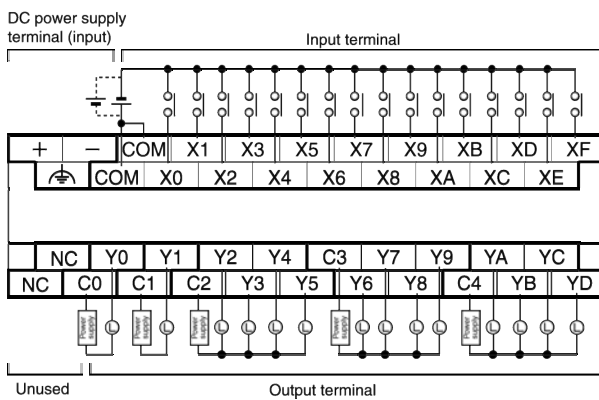 DC power supply
terminal (input)
Input terminal
+ − COM X1 X3 X5 X7 X9 XB XD XF
COM X0 X2 X4 X6 X8 XA XC XE
NC Y0 Y1 Y2 Y4 C3 Y7 Y9 YA YC
NC C0 C1 C2 Y3 Y5 Y6 Y8 C4 YB YD
Power supply L Power supply L Power supply L L L L Power supply L L L L Power supply L L L L
Unused
Output terminal